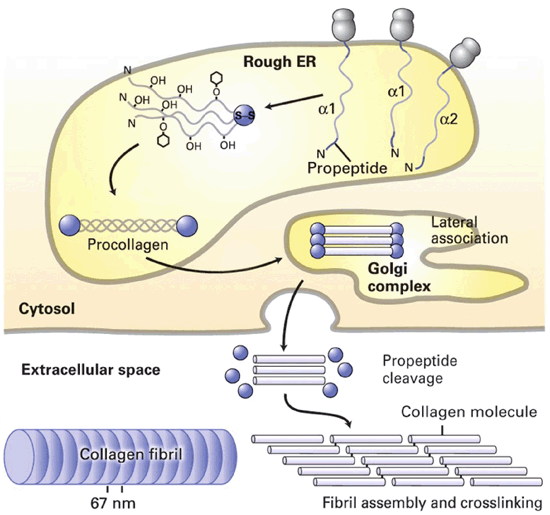 Rough ER
α1
α1
α2
N
N
N
Propeptide
N
N
N
OH
OH
OH
OH
OH
OH
O
O
S–S
Procollagen
Lateral
association
Golgi
complex
Cytosol
Extracellular space
Propeptide
cleavage
Collagen molecule
Collagen fibril
67 nm
Fibril assembly and crosslinking